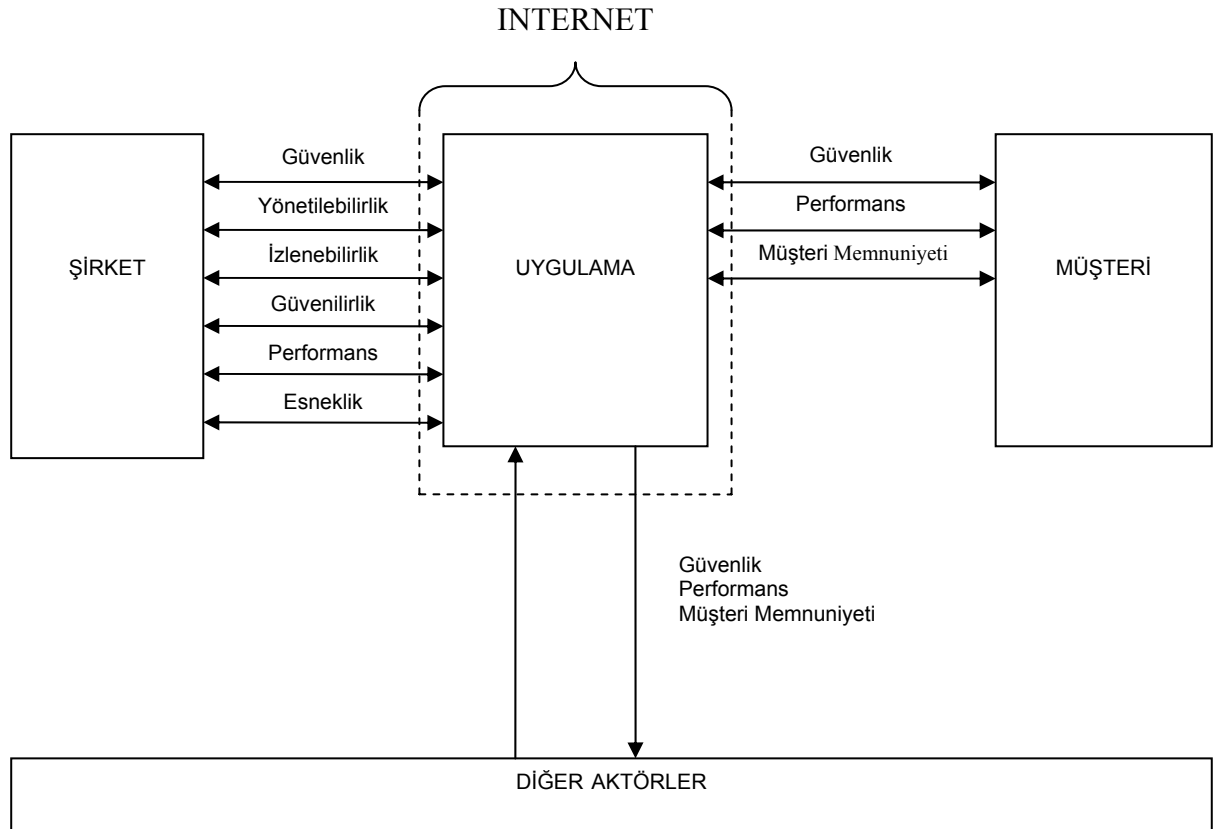 INTERNET
Güvenlik
Yönetilebilirlik
İzlenebilirlik
Güvenilirlik
Performans
Esneklik
ŞİRKET
UYGULAMA
Güvenlik
Performans
Müşteri Memnuniyeti
MÜŞTERİ
Güvenlik
Performans
Müşteri Memnuniyeti
DİĞER AKTÖRLER